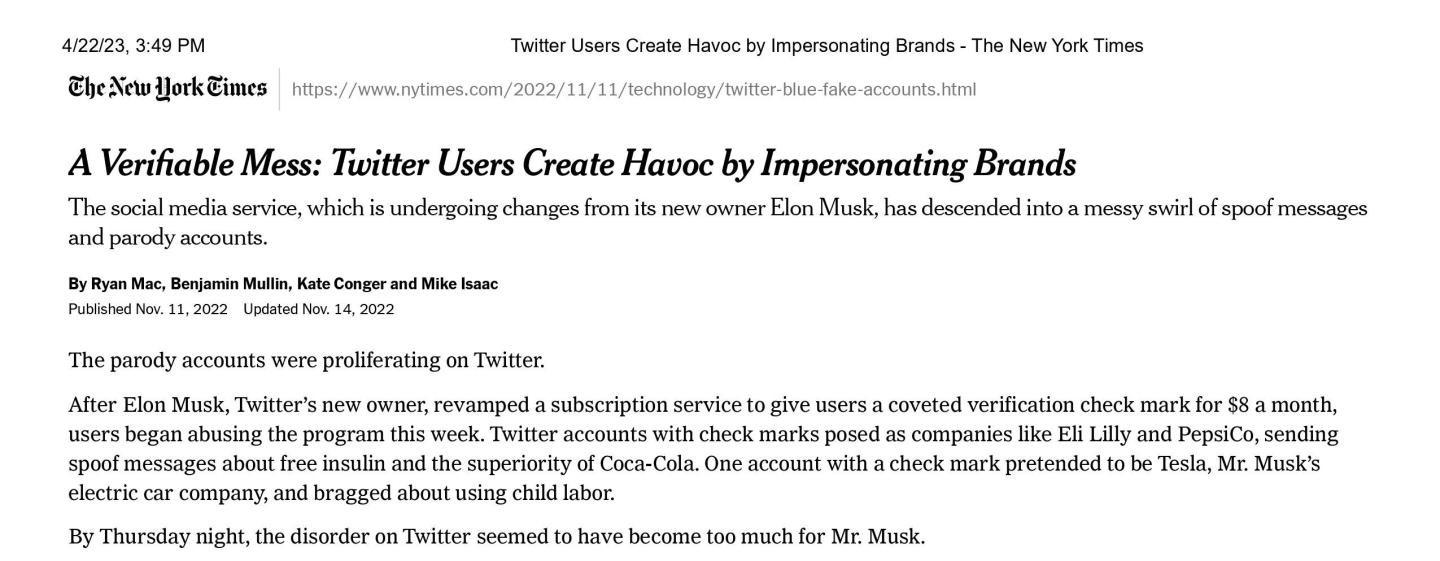 4/22/23, 3:49 PM Twitter Users Create Havoc by Impersonating Brands - The New York Times
The New York Times https://www.nytimes.com/2022/11/11/technology/twitter-blue-fake-accounts.html
A Verifiable Mess: Twitter Users Create Havoc by Impersonating Brands
The social media service, which is undergoing changes from its new owner Elon Musk, has descended into a messy swirl of spoof messages
and parody accounts.
By Ryan Mac, Benjamin Mullin, Kate Conger and Mike Isaac
Published Nov. 11, 2022 Updated Nov. 14, 2022
The parody accounts were proliferating on Twitter.
After Elon Musk, Twitter’s new owner, revamped a subscription service to give users a coveted verification check mark for $8 a month,
users began abusing the program this week. Twitter accounts with check marks posed as companies like Eli Lilly and PepsiCo, sending
spoof messages about free insulin and the superiority of Coca-Cola. One account with a check mark pretended to be Tesla, Mr. Musk’s
electric car company, and bragged about using child labor.
By Thursday night, the disorder on Twitter seemed to have become too much for Mr. Musk.